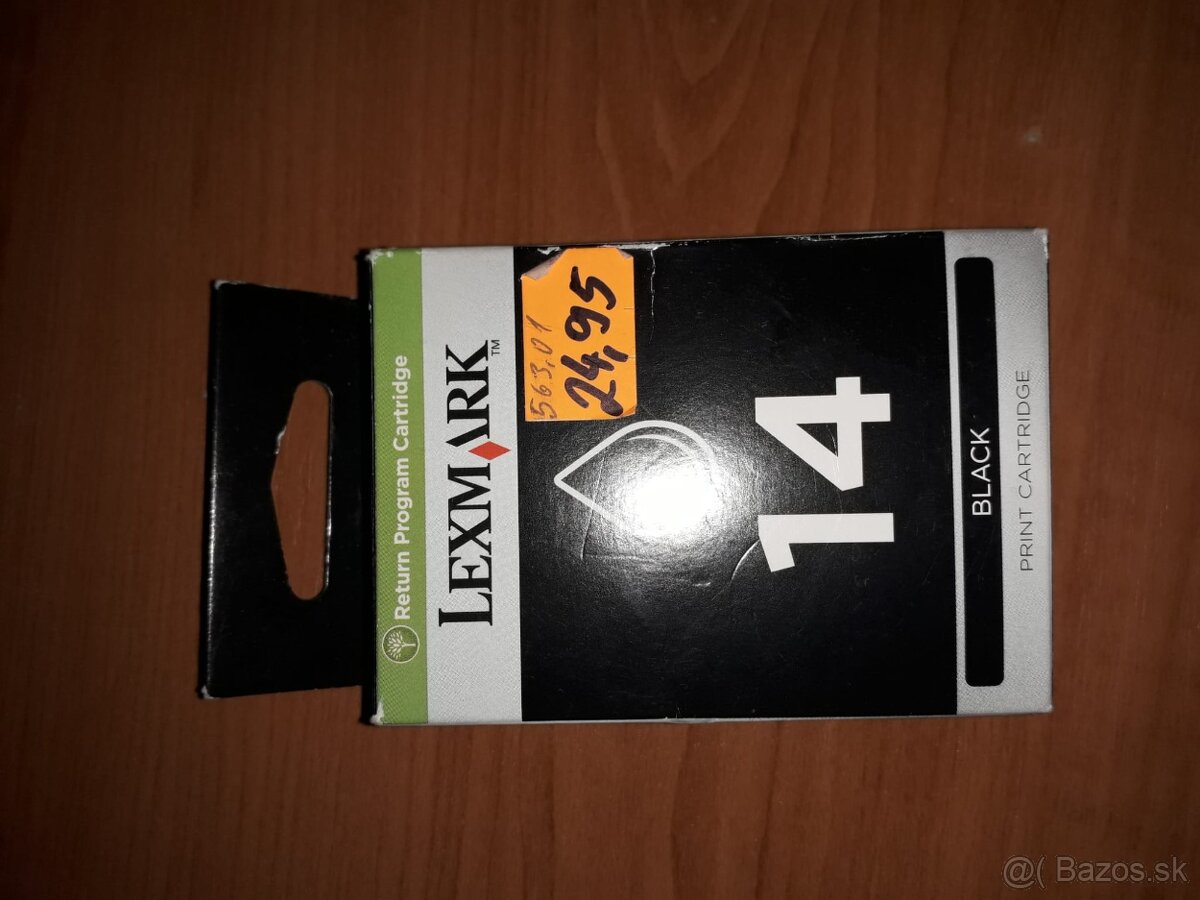 Return Program Cartridge
LEXMARK™
563,01
24,95
14
BLACK
PRINT CARTRIDGE
@( Bazos.sk